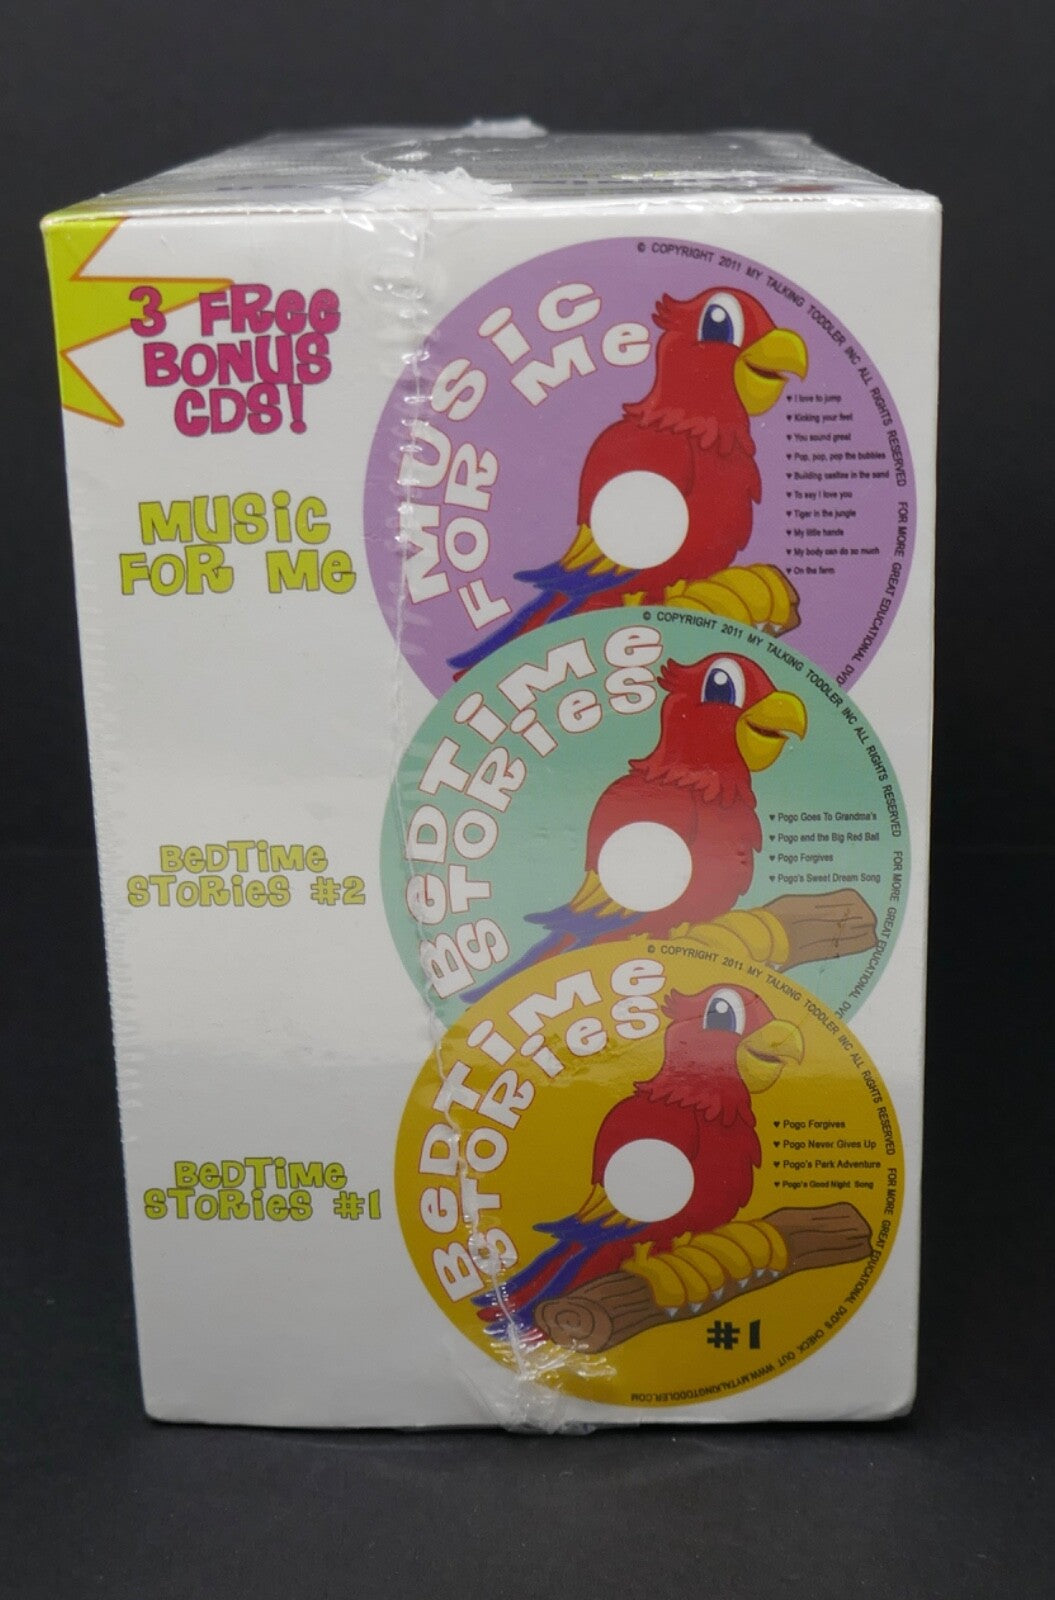 3 FREE
BONUS
CDS!
MUSIC
FOR ME
MUSIC
FOR ME
© COPYRIGHT 2011 MY TALKING TODDLER INC ALL RIGHTS RESERVED FOR MORE GREAT EDUCATIONAL DVD
♥ I love to jump
♥ Kicking your feet
♥ You sound great
♥ Pop, pop, pop the bubbles
♥ Building castles in the sand
♥ To say I love you
♥ Tiger in the jungle
♥ My little hands
♥ My body can do so much
♥ On the farm
BEDTIME
STORIES #2
BEDTIME
STORIES
© COPYRIGHT 2011 MY TALKING TODDLER INC ALL RIGHTS RESERVED FOR MORE GREAT EDUCATIONAL DVD
♥ Pogo Goes To Grandma's
♥ Pogo and the Big Red Ball
♥ Pogo Forgives
♥ Pogo's Sweet Dream Song
BEDTIME
STORIES #1
BEDTIME
STORIES
© COPYRIGHT 2011 MY TALKING TODDLER INC ALL RIGHTS RESERVED FOR MORE GREAT EDUCATIONAL DVD'S CHECK OUT WWW.MYTALKINGTODDLER.COM
♥ Pogo Forgives
♥ Pogo Never Gives Up
♥ Pogo's Park Adventure
♥ Pogo's Good Night Song
#1